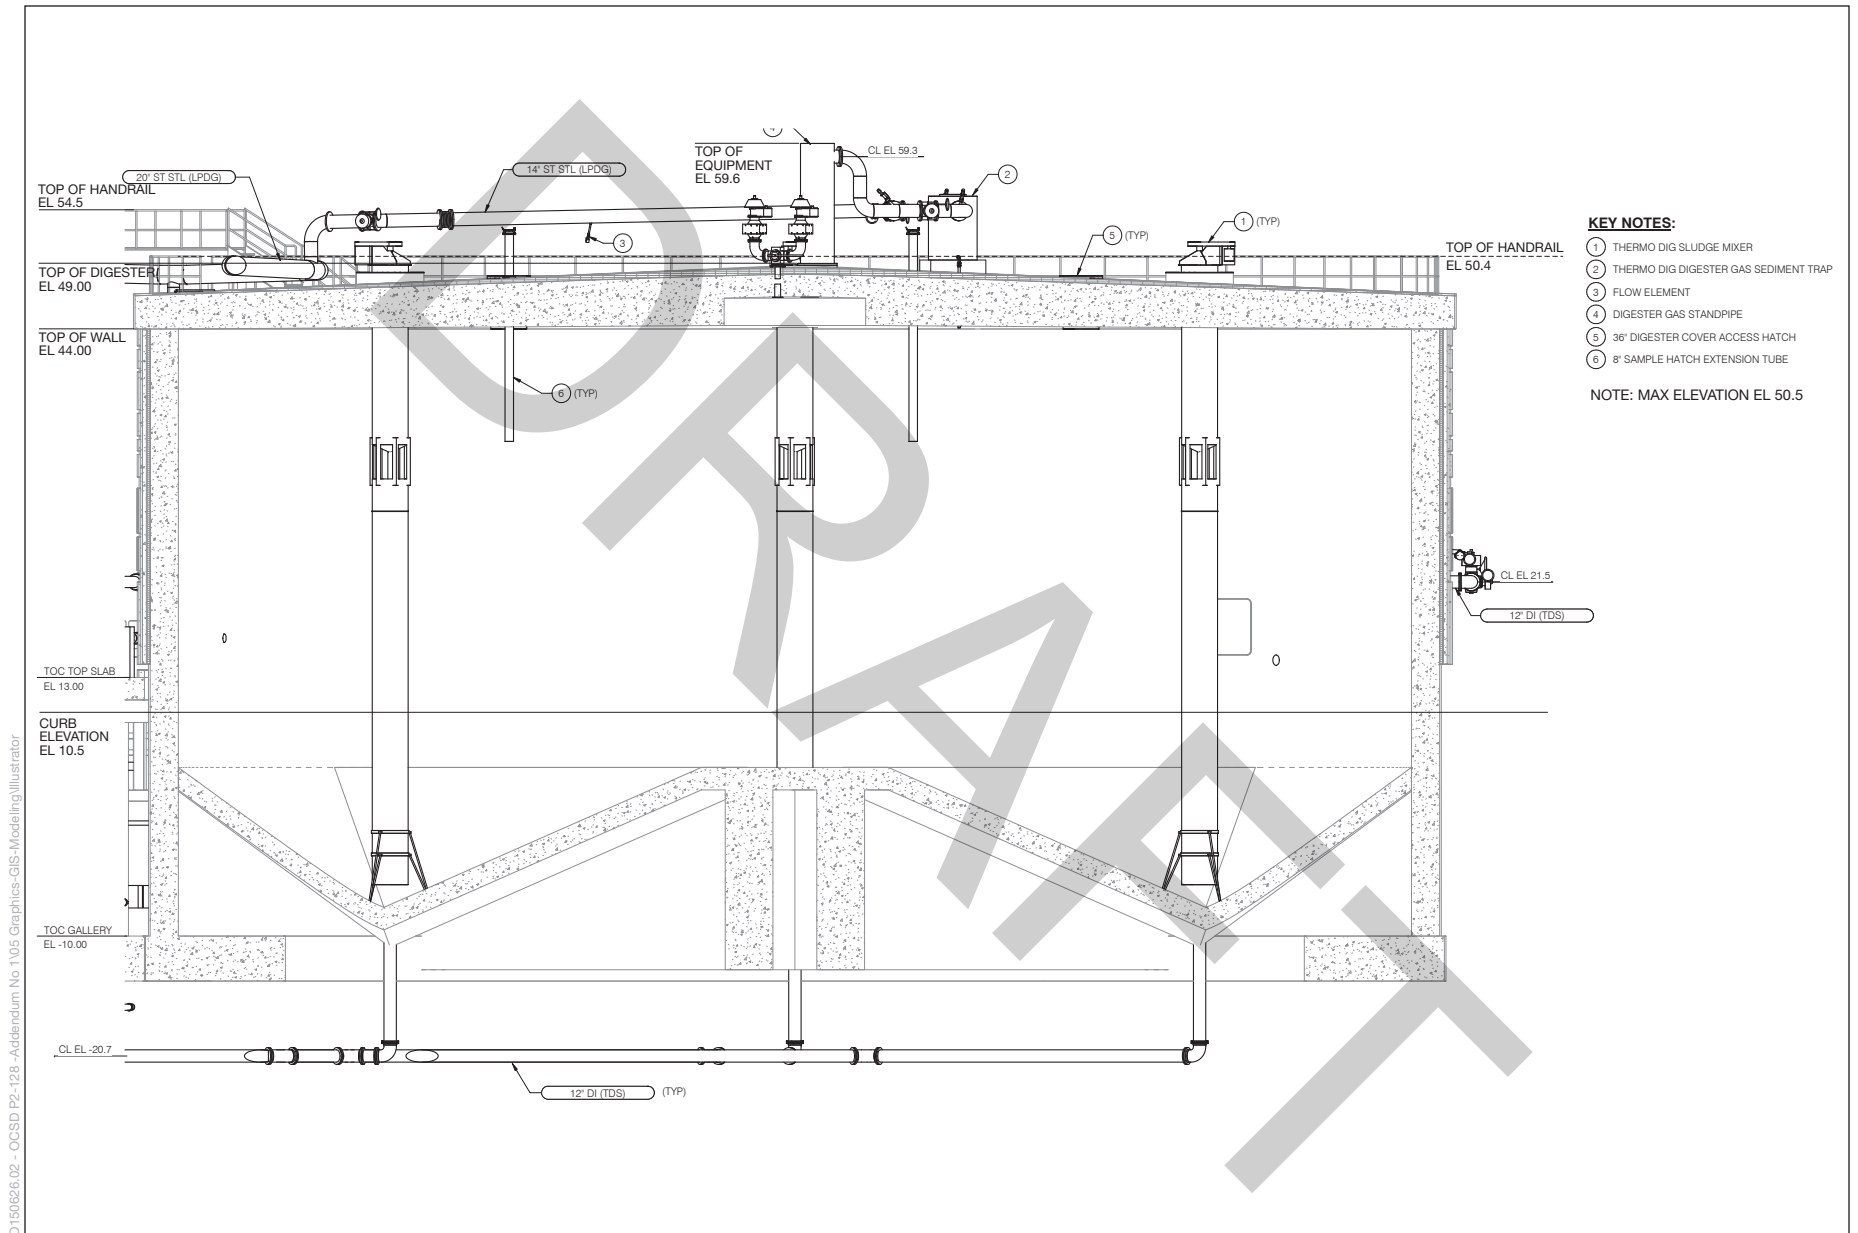 TOP OF
EQUIPMENT
EL 59.6
4
CL EL 59.3
20" ST STL (LPDG)
14" ST STL (LPDG)
2
TOP OF HANDRAIL
EL 54.5
3
5 (TYP)
1 (TYP)
TOP OF HANDRAIL
EL 50.4
TOP OF DIGESTER
EL 49.00
TOP OF WALL
EL 44.00
6 (TYP)
KEY NOTES:
1 THERMO DIG SLUDGE MIXER
2 THERMO DIG DIGESTER GAS SEDIMENT TRAP
3 FLOW ELEMENT
4 DIGESTER GAS STANDPIPE
5 36" DIGESTER COVER ACCESS HATCH
6 8" SAMPLE HATCH EXTENSION TUBE
NOTE: MAX ELEVATION EL 50.5
CL EL 21.5
12" DI (TDS)
TOC TOP SLAB
EL 13.00
CURB
ELEVATION
EL 10.5
TOC GALLERY
EL -10.00
CL EL -20.7
12" DI (TDS) (TYP)
DRAFT
D150626.02 - OCSD P2-128 -Addendum No 1\05 Graphics-GIS-Modeling\Illustrator